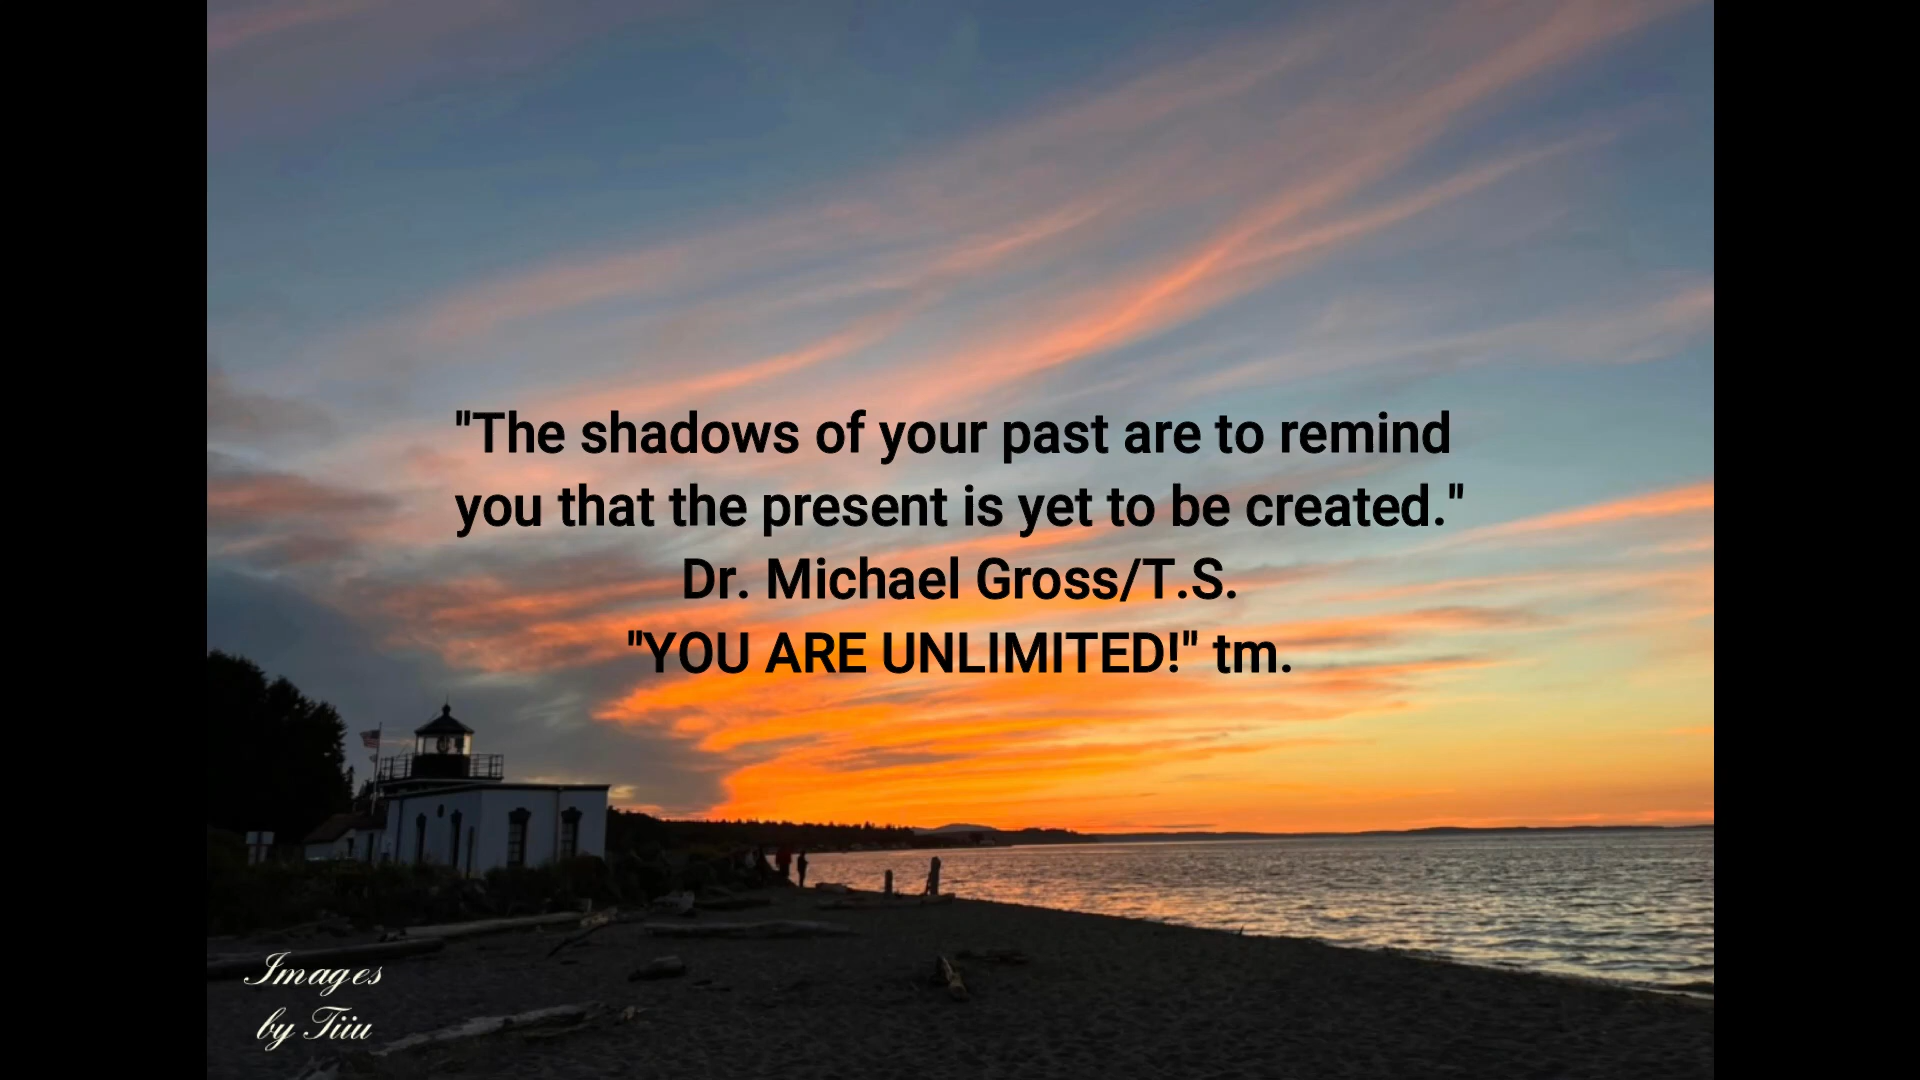 "The shadows of your past are to remind
you that the present is yet to be created."
Dr. Michael Gross/T.S.
"YOU ARE UNLIMITED!" tm.
Images
by Tiiu